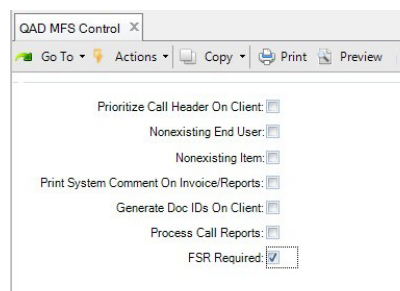 QAD MFS Control X
Go To Actions Copy Print Preview
Prioritize Call Header On Client:
Nonexisting End User:
Nonexisting Item:
Print System Comment On Invoice/Reports:
Generate Doc IDs On Client:
Process Call Reports:
FSR Required: